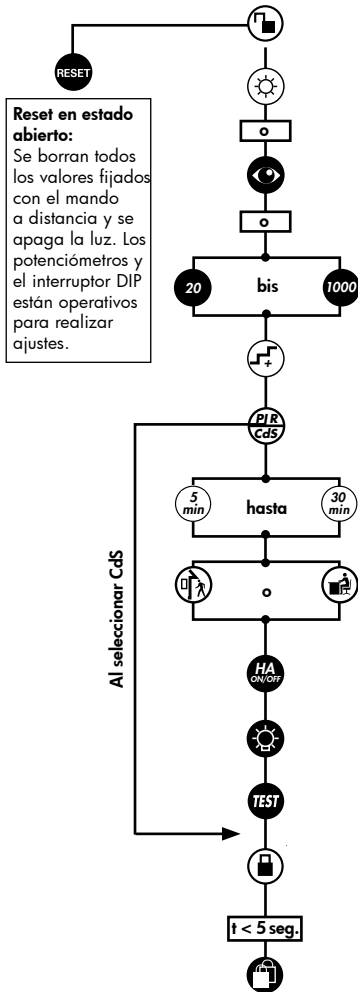 RESET
Reset en estado
abierto:
Se borran todos
los valores fijados
con el mando
a distancia y se
apaga la luz. Los
potenciómetros y
el interruptor DIP
están operativos
para realizar
ajustes.
o
o
20 bis 1000
+
PIR
CdS
5 min hasta 30 min
o
Al seleccionar CdS
HA
ON/OFF
TEST
t < 5 seg.